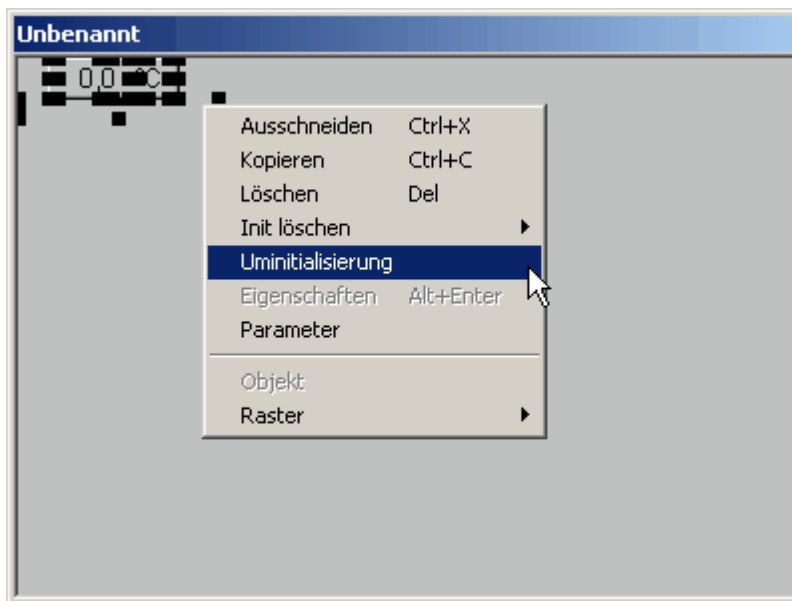 Unbenannt
0,0 °C
Ausschneiden Ctrl+X
Kopieren Ctrl+C
Löschen Del
Init löschen
Uminitialisierung
Eigenschaften Alt+Enter
Parameter
Objekt
Raster